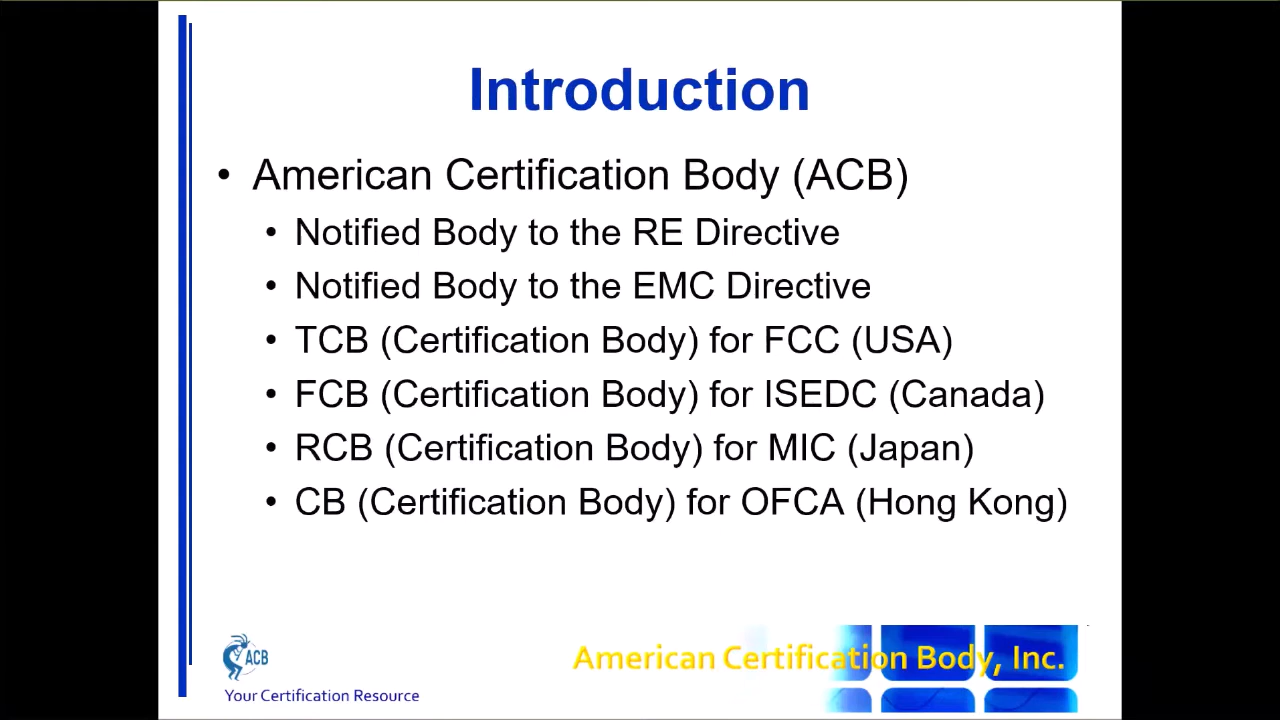 Introduction
• American Certification Body (ACB)
• Notified Body to the RE Directive
• Notified Body to the EMC Directive
• TCB (Certification Body) for FCC (USA)
• FCB (Certification Body) for ISEDC (Canada)
• RCB (Certification Body) for MIC (Japan)
• CB (Certification Body) for OFCA (Hong Kong)
ACB
American Certification Body, Inc.
Your Certification Resource